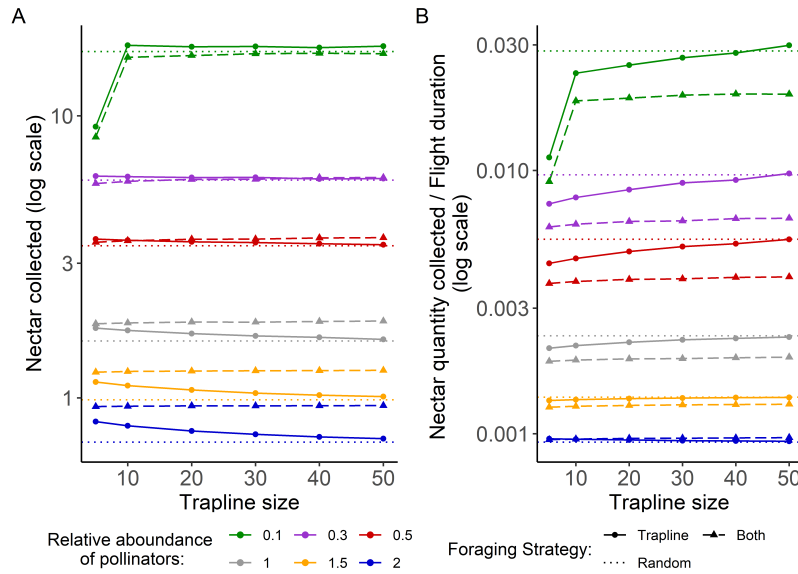 A
B
Nectar collected (log scale)
10
3
1
10 20 30 40 50
Trapline size
Nectar quantity collected / Flight duration
(log scale)
0.030
0.010
0.003
0.001
10 20 30 40 50
Trapline size
Relative aboundance
of pollinators:
0.1 0.3 0.5
1 1.5 2
Foraging Strategy:
Trapline Both
Random